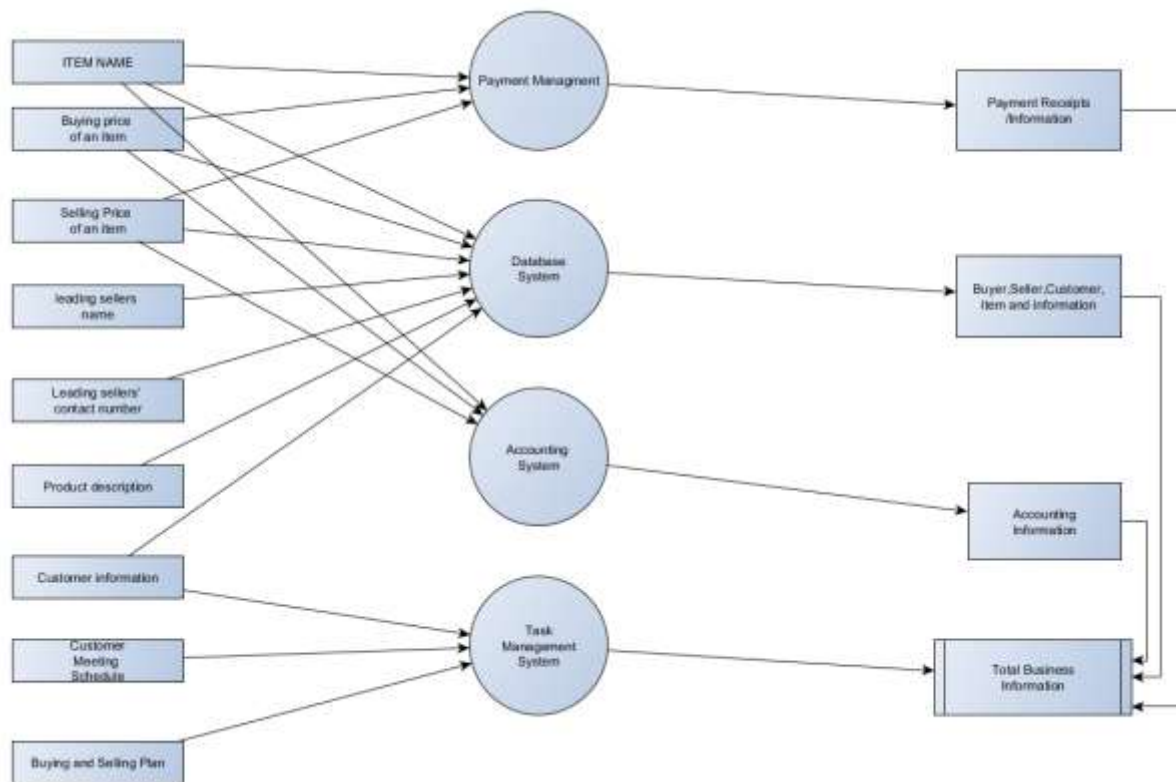 ITEM NAME
Buying price
of an item
Selling Price
of an item
leading sellers
name
Leading sellers'
contact number
Product description
Customer information
Customer
Meeting
Schedule
Buying and Selling Plan
Payment Managment
Database
System
Accounting
System
Task
Management
System
Payment Receipts
/Information
Buyer,Seller,Customer,
Item and Information
Accounting
Information
Total Business
Information